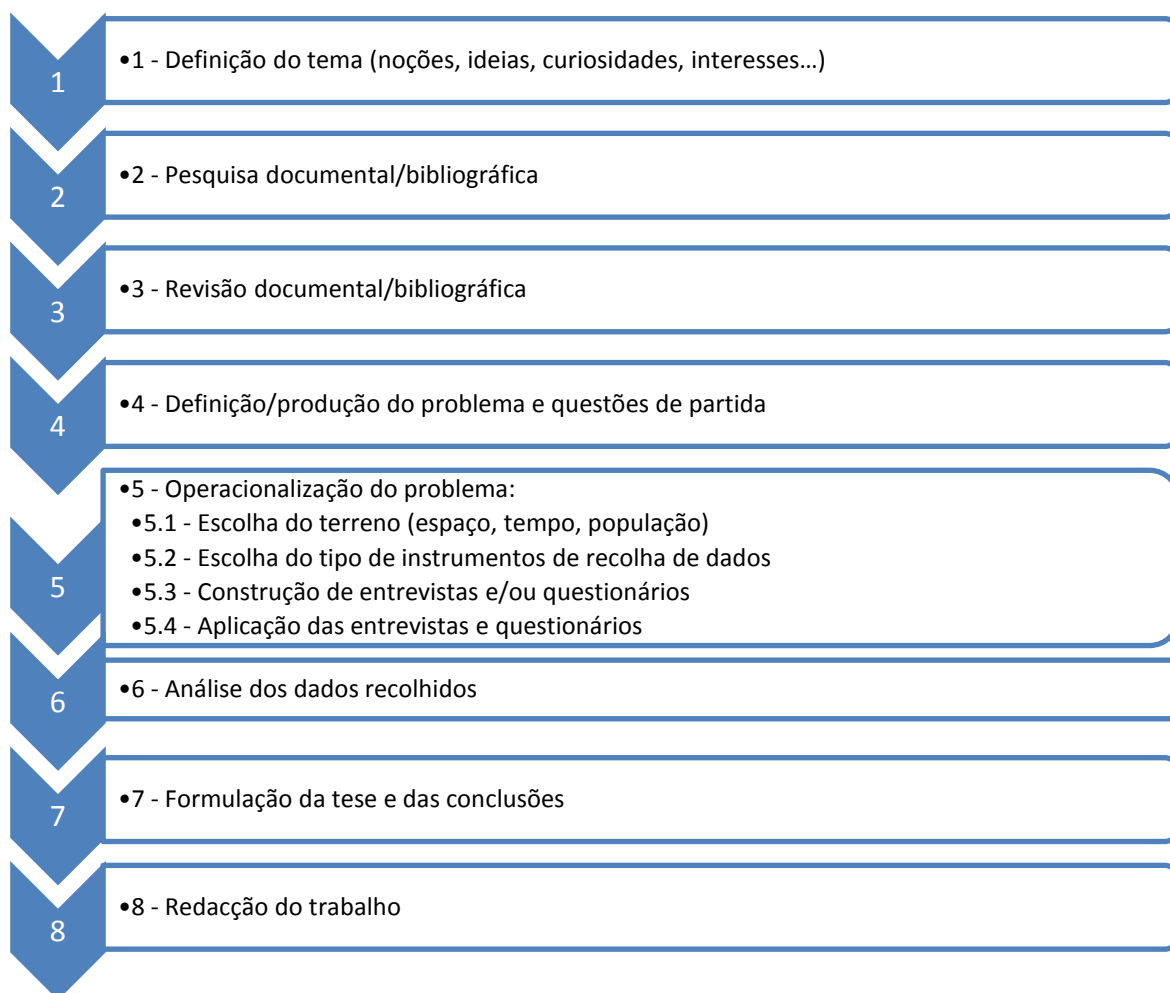 1
•1 - Definição do tema (noções, ideias, curiosidades, interesses…)
2
•2 - Pesquisa documental/bibliográfica
3
•3 - Revisão documental/bibliográfica
4
•4 - Definição/produção do problema e questões de partida
5
•5 - Operacionalização do problema:
•5.1 - Escolha do terreno (espaço, tempo, população)
•5.2 - Escolha do tipo de instrumentos de recolha de dados
•5.3 - Construção de entrevistas e/ou questionários
•5.4 - Aplicação das entrevistas e questionários
6
•6 - Análise dos dados recolhidos
7
•7 - Formulação da tese e das conclusões
8
•8 - Redacção do trabalho